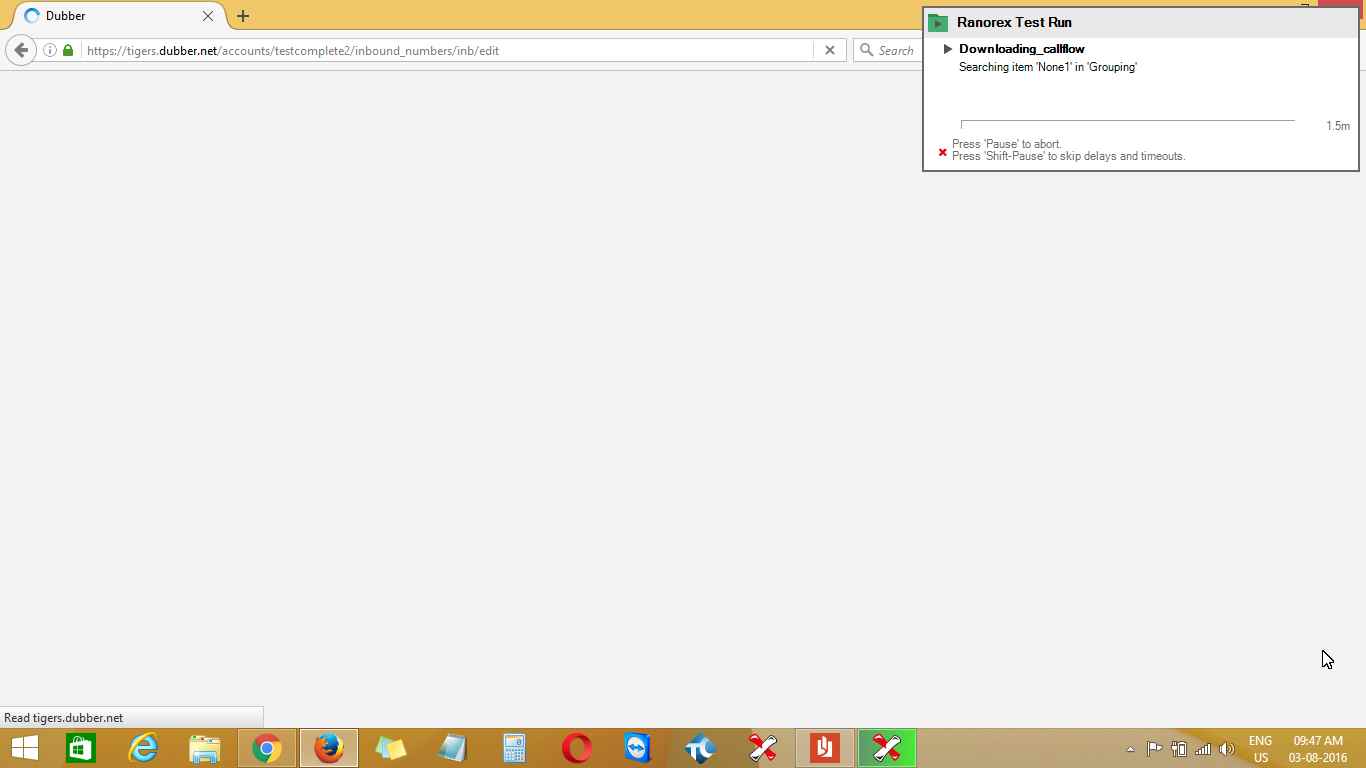 Dubber
https://tigers.dubber.net/accounts/testcomplete2/inbound_numbers/inb/edit
Search
Ranorex Test Run
Downloading_callflow
Searching item 'None1' in 'Grouping'
1.5m
Press 'Pause' to abort.
Press 'Shift-Pause' to skip delays and timeouts.
Read tigers.dubber.net
TC
ENG
US
09:47 AM
03-08-2016